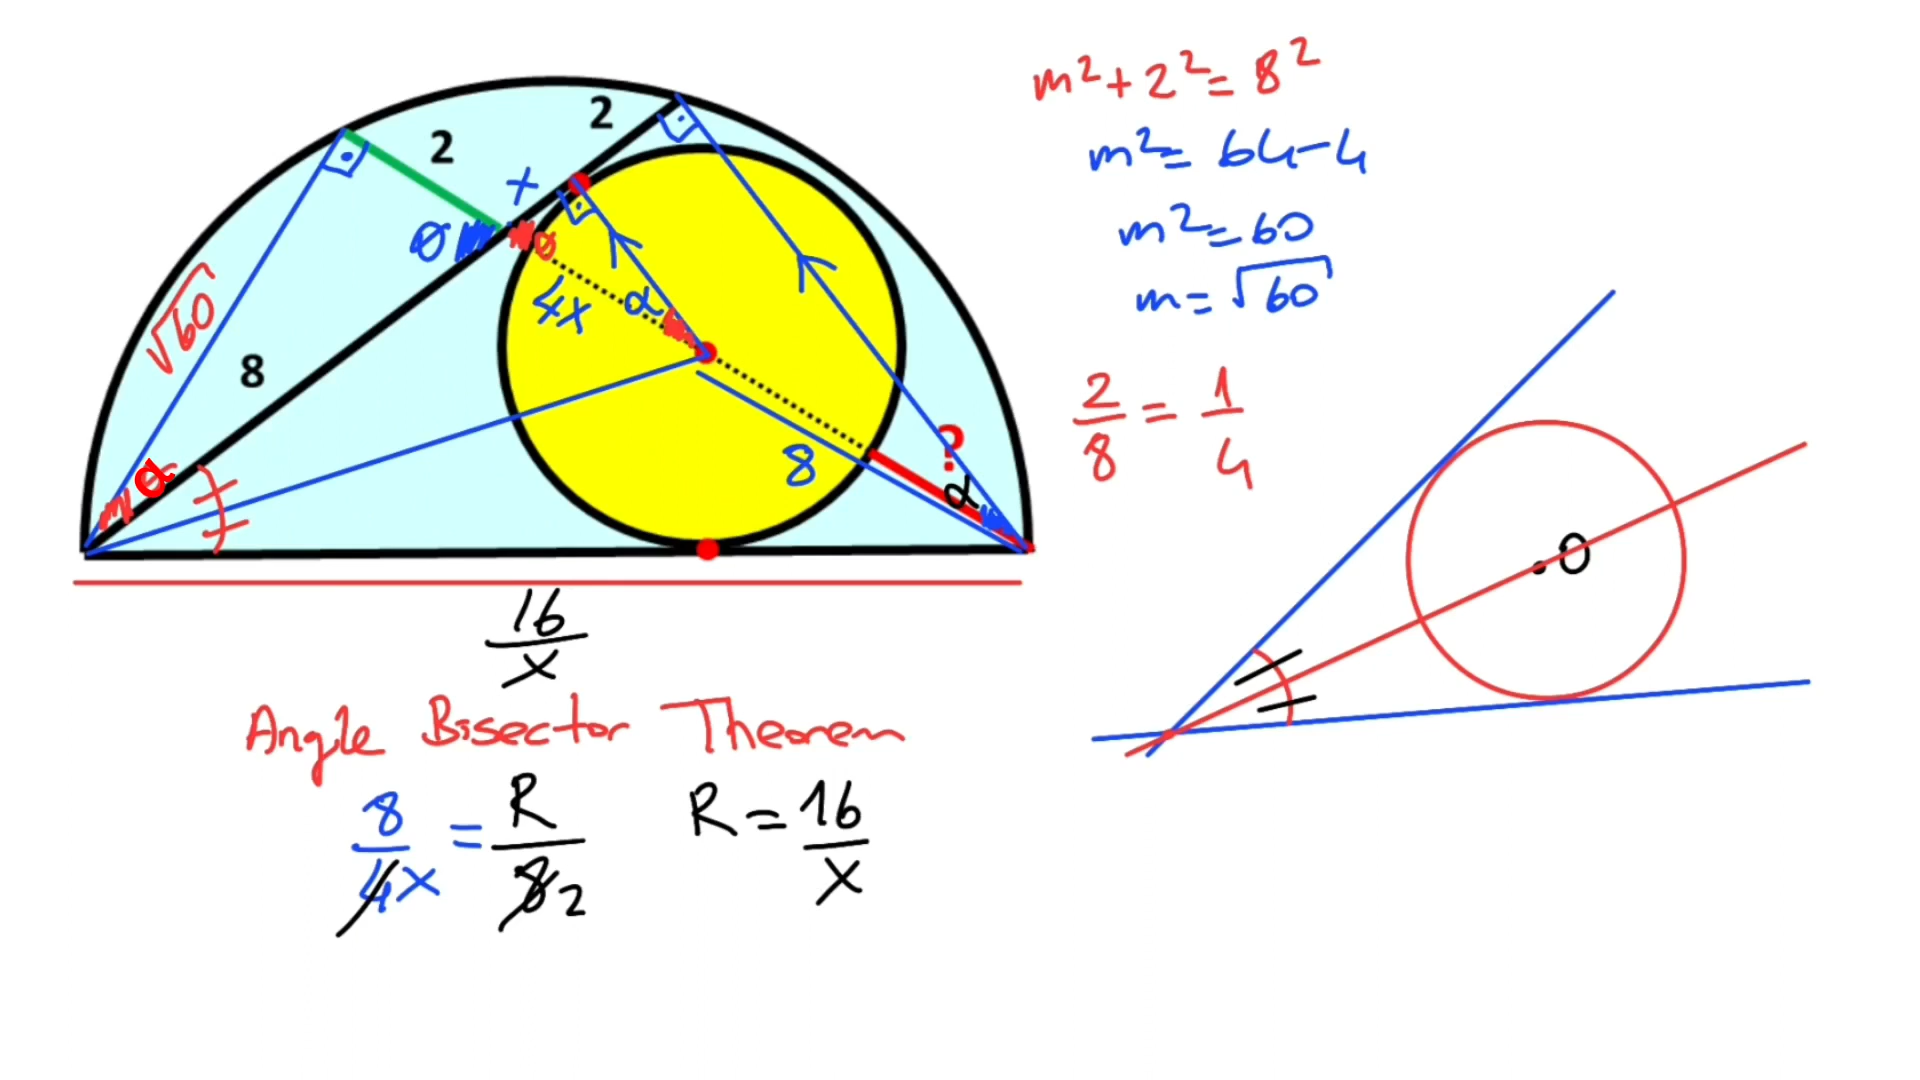 2
2
x
θ
θ
√60
8
4x
α
α
8
?
α
16/x
Angle Bisector Theorem
8/4x = R/8 2
R = 16/x
m²+2²=8²
m²=64-4
m²=60
m=√60
2/8 = 1/4
.O